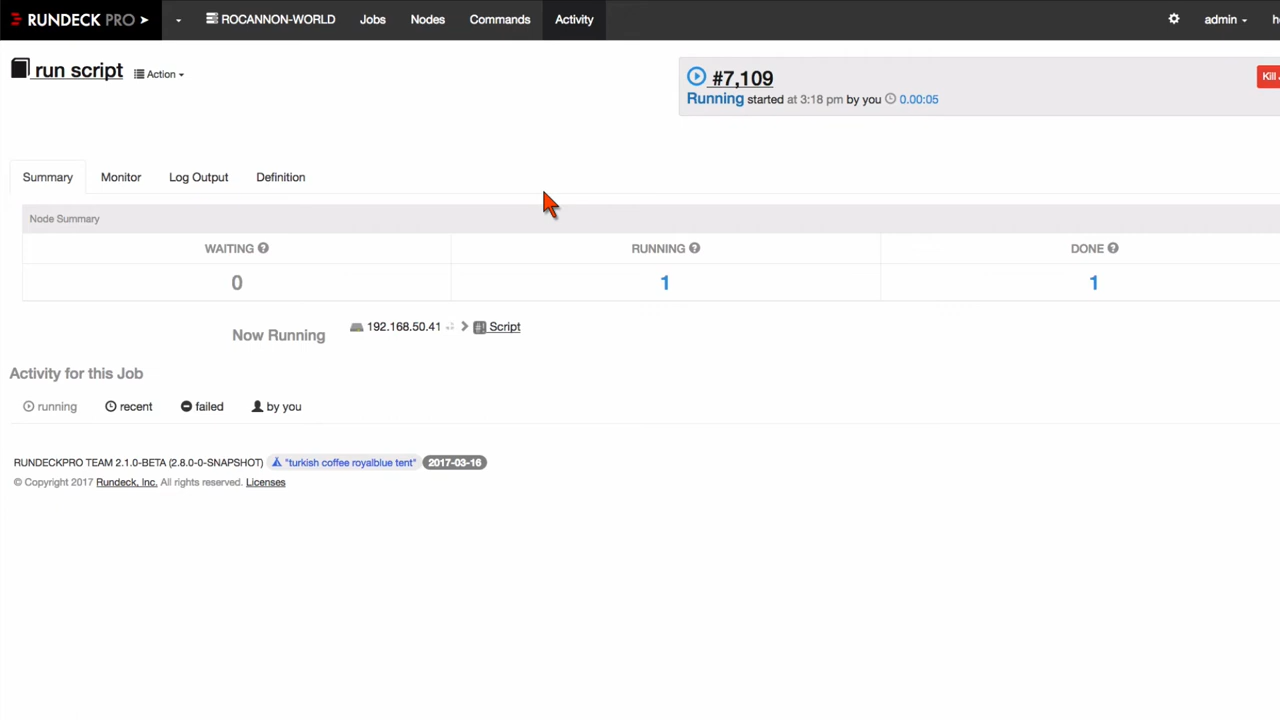 RUNDECK PRO ROCANNON-WORLD Jobs Nodes Commands Activity admin
run script Action
#7,109
Kill
Running started at 3:18 pm by you 0.00:05
Summary Monitor Log Output Definition
Node Summary
WAITING RUNNING DONE
0 1 1
Now Running 192.168.50.41 Script
Activity for this Job
running recent failed by you
RUNDECKPRO TEAM 2.1.0-BETA (2.8.0-0-SNAPSHOT) "turkish coffee royalblue tent" 2017-03-16
© Copyright 2017 Rundeck, Inc. All rights reserved. Licenses